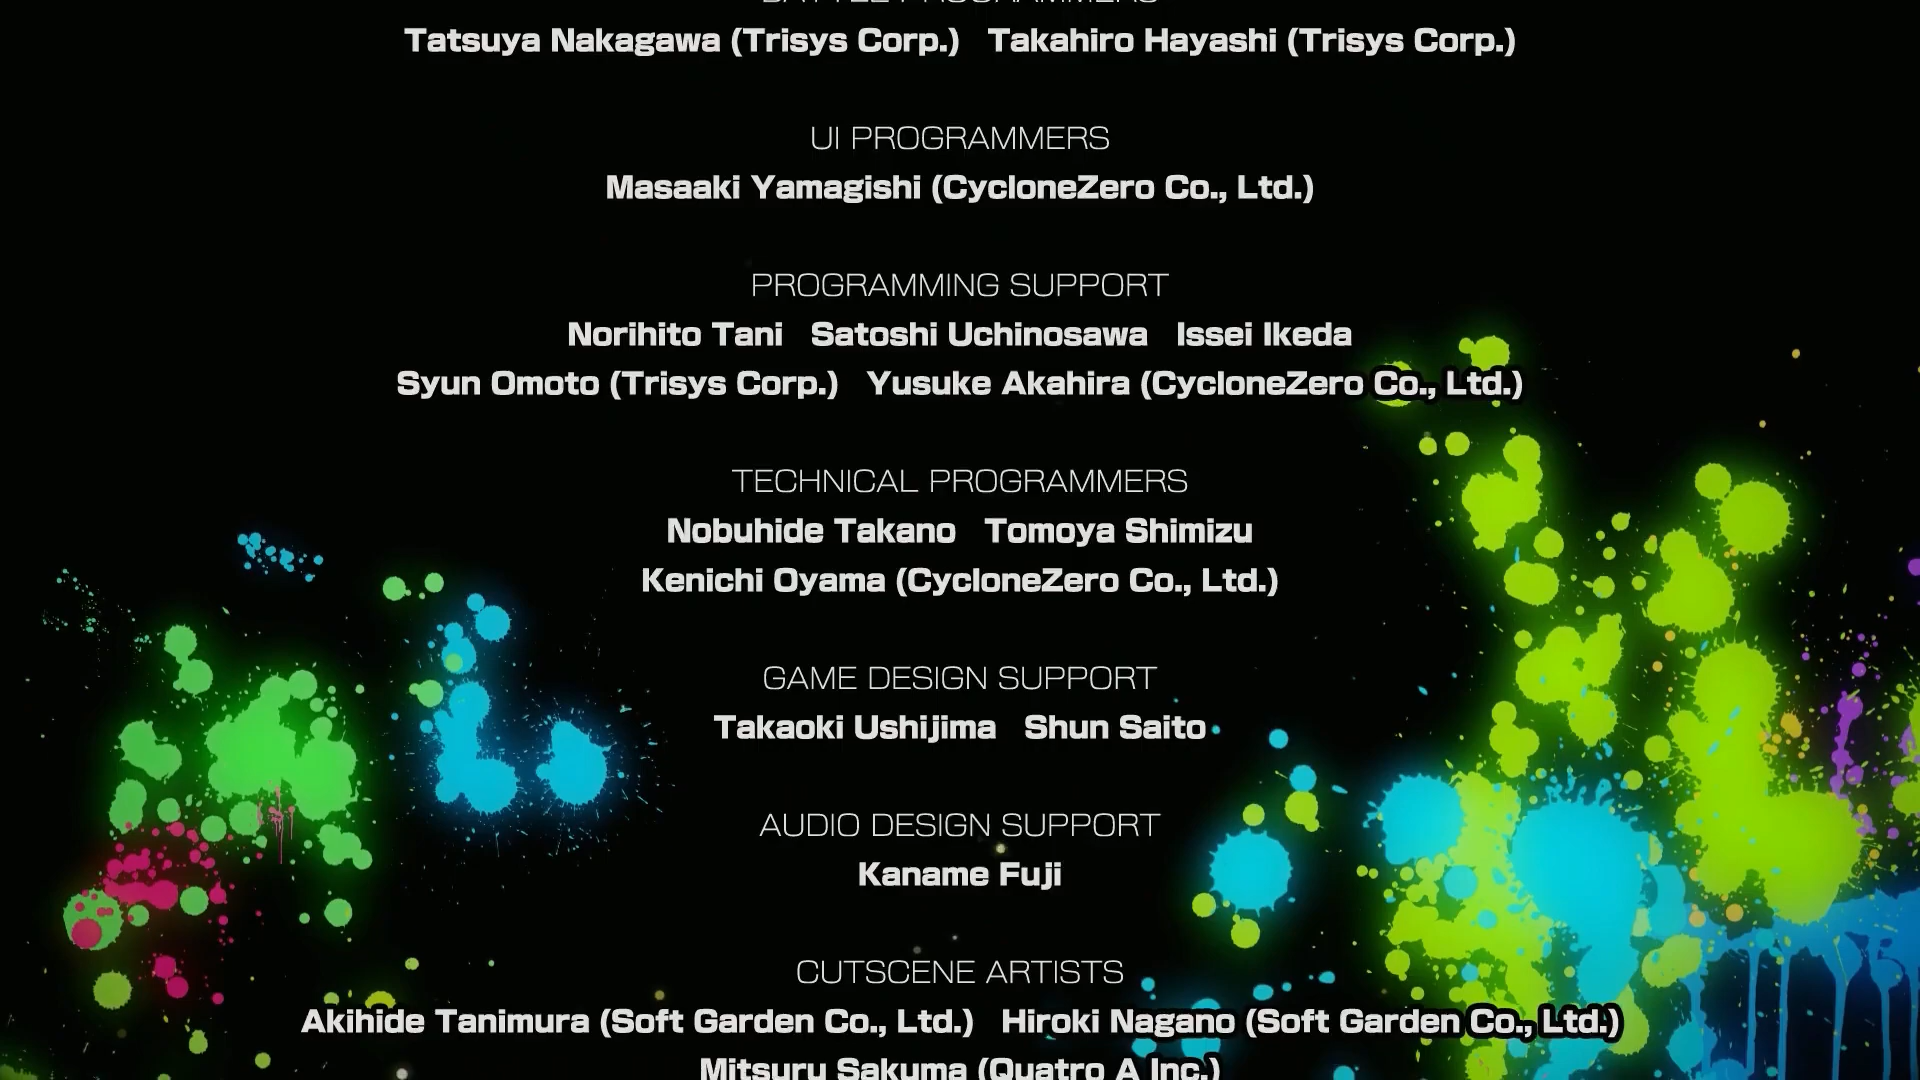 BATTLE PROGRAMMERS
Tatsuya Nakagawa (Trisys Corp.) Takahiro Hayashi (Trisys Corp.)
UI PROGRAMMERS
Masaaki Yamagishi (CycloneZero Co., Ltd.)
PROGRAMMING SUPPORT
Norihito Tani Satoshi Uchinosawa Issei Ikeda
Syun Omoto (Trisys Corp.) Yusuke Akahira (CycloneZero Co., Ltd.)
TECHNICAL PROGRAMMERS
Nobuhide Takano Tomoya Shimizu
Kenichi Oyama (CycloneZero Co., Ltd.)
GAME DESIGN SUPPORT
Takaoki Ushijima Shun Saito
AUDIO DESIGN SUPPORT
Kaname Fuji
CUTSCENE ARTISTS
Akihide Tanimura (Soft Garden Co., Ltd.) Hiroki Nagano (Soft Garden Co., Ltd.)
Mitsuru Sakuma (Quatro A Inc.)